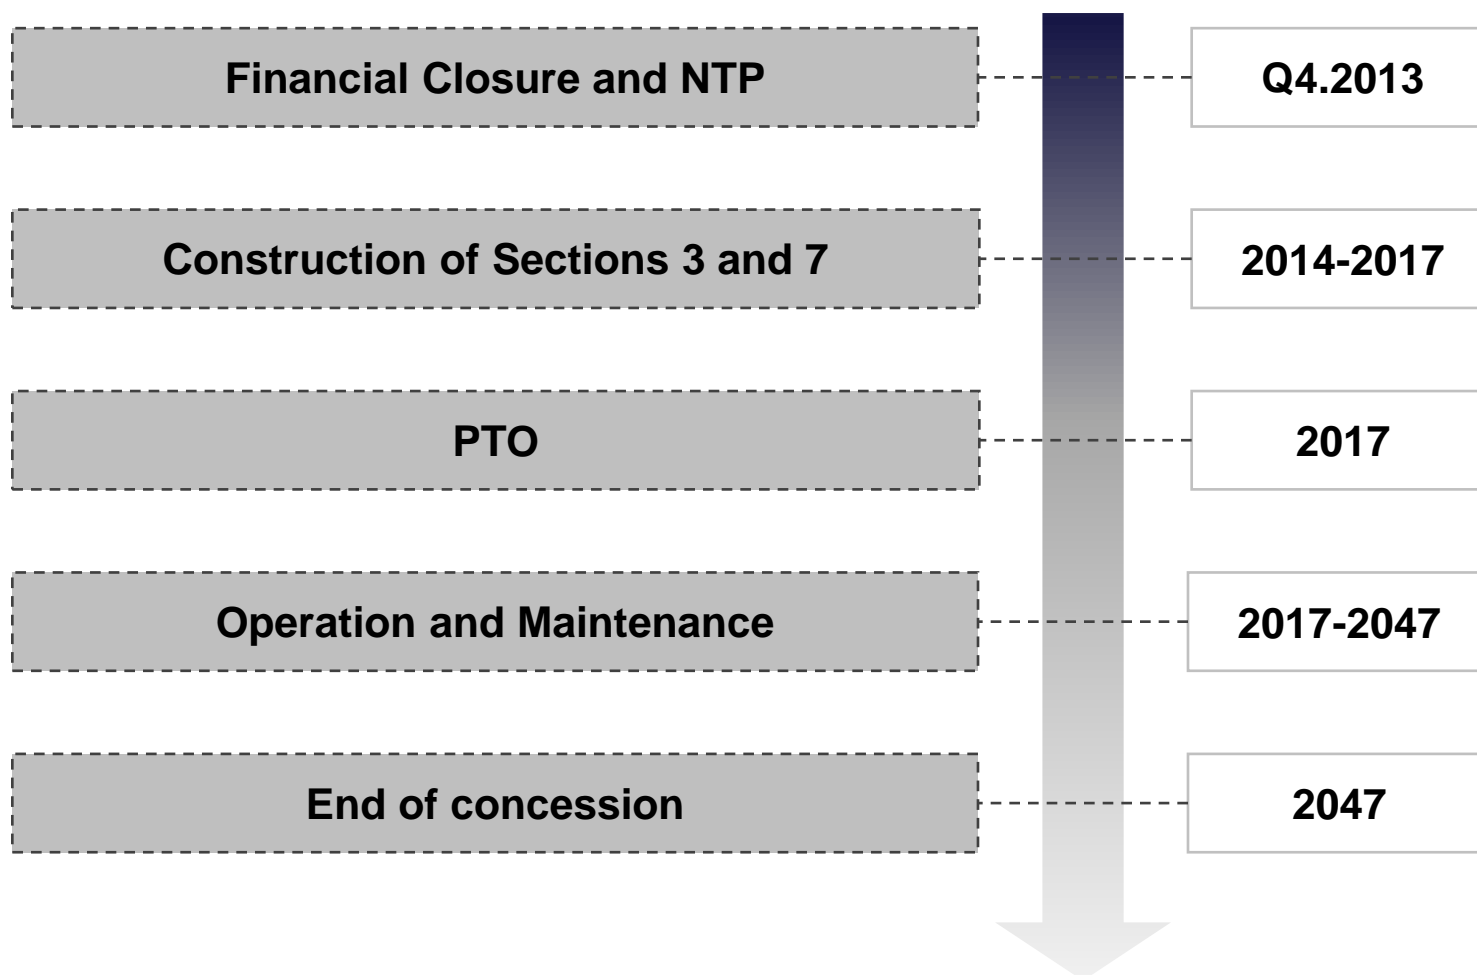 Financial Closure and NTP
Q4.2013
Construction of Sections 3 and 7
2014-2017
PTO
2017
Operation and Maintenance
2017-2047
End of concession
2047